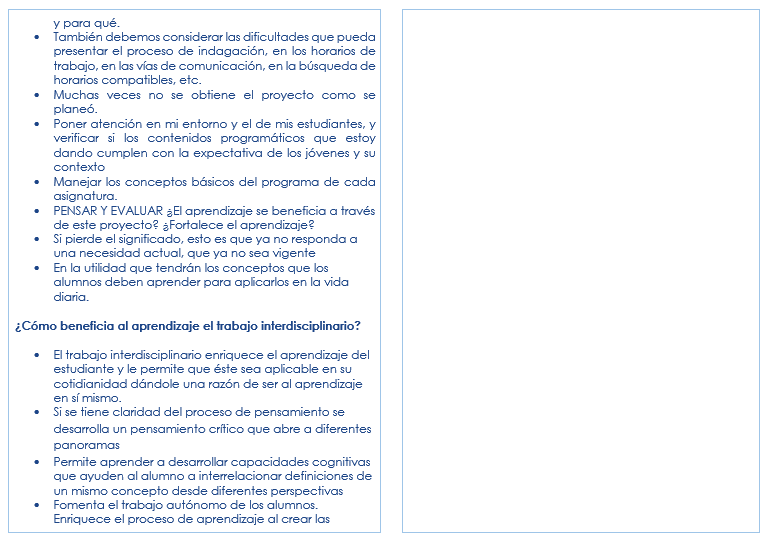 y para qué.
• También debemos considerar las dificultades que pueda
presentar el proceso de indagación, en los horarios de
trabajo, en las vías de comunicación, en la búsqueda de
horarios compatibles, etc.
• Muchas veces no se obtiene el proyecto como se
planeó.
• Poner atención en mi entorno y el de mis estudiantes, y
verificar si los contenidos programáticos que estoy
dando cumplen con la expectativa de los jóvenes y su
contexto
• Manejar los conceptos básicos del programa de cada
asignatura.
• PENSAR Y EVALUAR ¿El aprendizaje se beneficia a través
de este proyecto? ¿Fortalece el aprendizaje?
• Si pierde el significado, esto es que ya no responda a
una necesidad actual, que ya no sea vigente
• En la utilidad que tendrán los conceptos que los
alumnos deben aprender para aplicarlos en la vida
diaria.
¿Cómo beneficia al aprendizaje el trabajo interdisciplinario?
• El trabajo interdisciplinario enriquece el aprendizaje del
estudiante y le permite que éste sea aplicable en su
cotidianidad dándole una razón de ser al aprendizaje
en sí mismo.
• Si se tiene claridad del proceso de pensamiento se
desarrolla un pensamiento crítico que abre a diferentes
panoramas
• Permite aprender a desarrollar capacidades cognitivas
que ayuden al alumno a interrelacionar definiciones de
un mismo concepto desde diferentes perspectivas
• Fomenta el trabajo autónomo de los alumnos.
Enriquece el proceso de aprendizaje al crear las